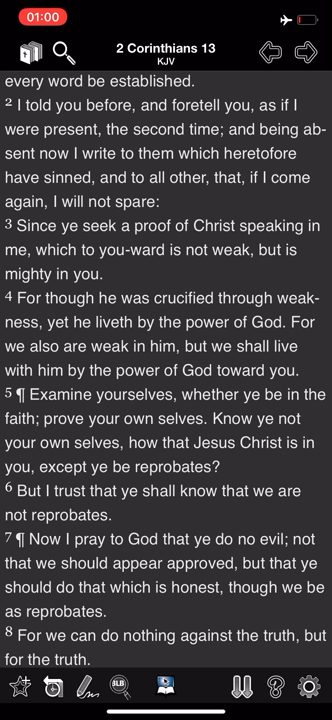 01:00
2 Corinthians 13
KJV
every word be established.
2 I told you before, and foretell you, as if I
were present, the second time; and being ab-
sent now I write to them which heretofore
have sinned, and to all other, that, if I come
again, I will not spare:
3 Since ye seek a proof of Christ speaking in
me, which to you-ward is not weak, but is
mighty in you.
4 For though he was crucified through weak-
ness, yet he liveth by the power of God. For
we also are weak in him, but we shall live
with him by the power of God toward you.
5 ¶ Examine yourselves, whether ye be in the
faith; prove your own selves. Know ye not
your own selves, how that Jesus Christ is in
you, except ye be reprobates?
6 But I trust that ye shall know that we are
not reprobates.
7 ¶ Now I pray to God that ye do no evil; not
that we should appear approved, but that ye
should do that which is honest, though we be
as reprobates.
8 For we can do nothing against the truth, but
for the truth.
BLB